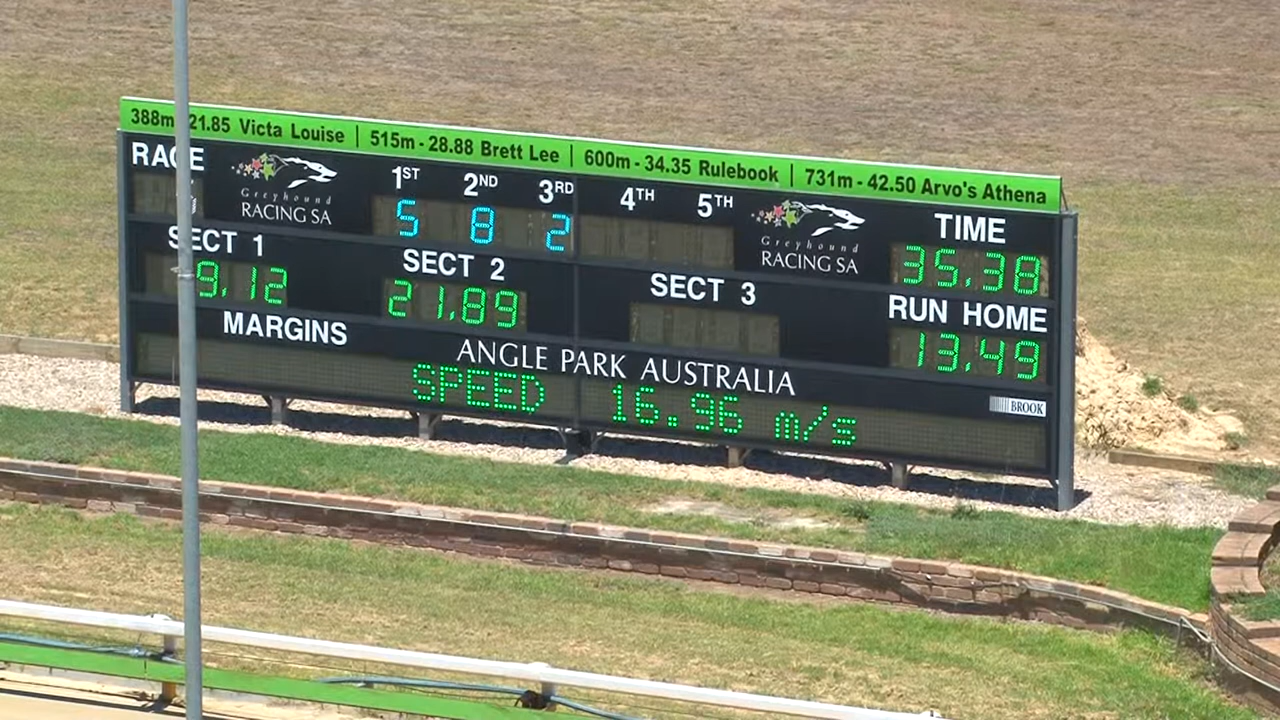 388m 21.85 Victa Louise | 515m - 28.88 Brett Lee | 600m - 34.35 Rulebook | 731m - 42.50 Arvo's Athena
RACE
Greyhound
RACING SA
1ST 2ND 3RD 4TH 5TH
5 8 2
Greyhound
RACING SA
TIME
35.38
SECT 1
9.12
SECT 2
21.89
SECT 3
RUN HOME
13.49
MARGINS
ANGLE PARK AUSTRALIA
SPEED 16.96 m/s
BROOK